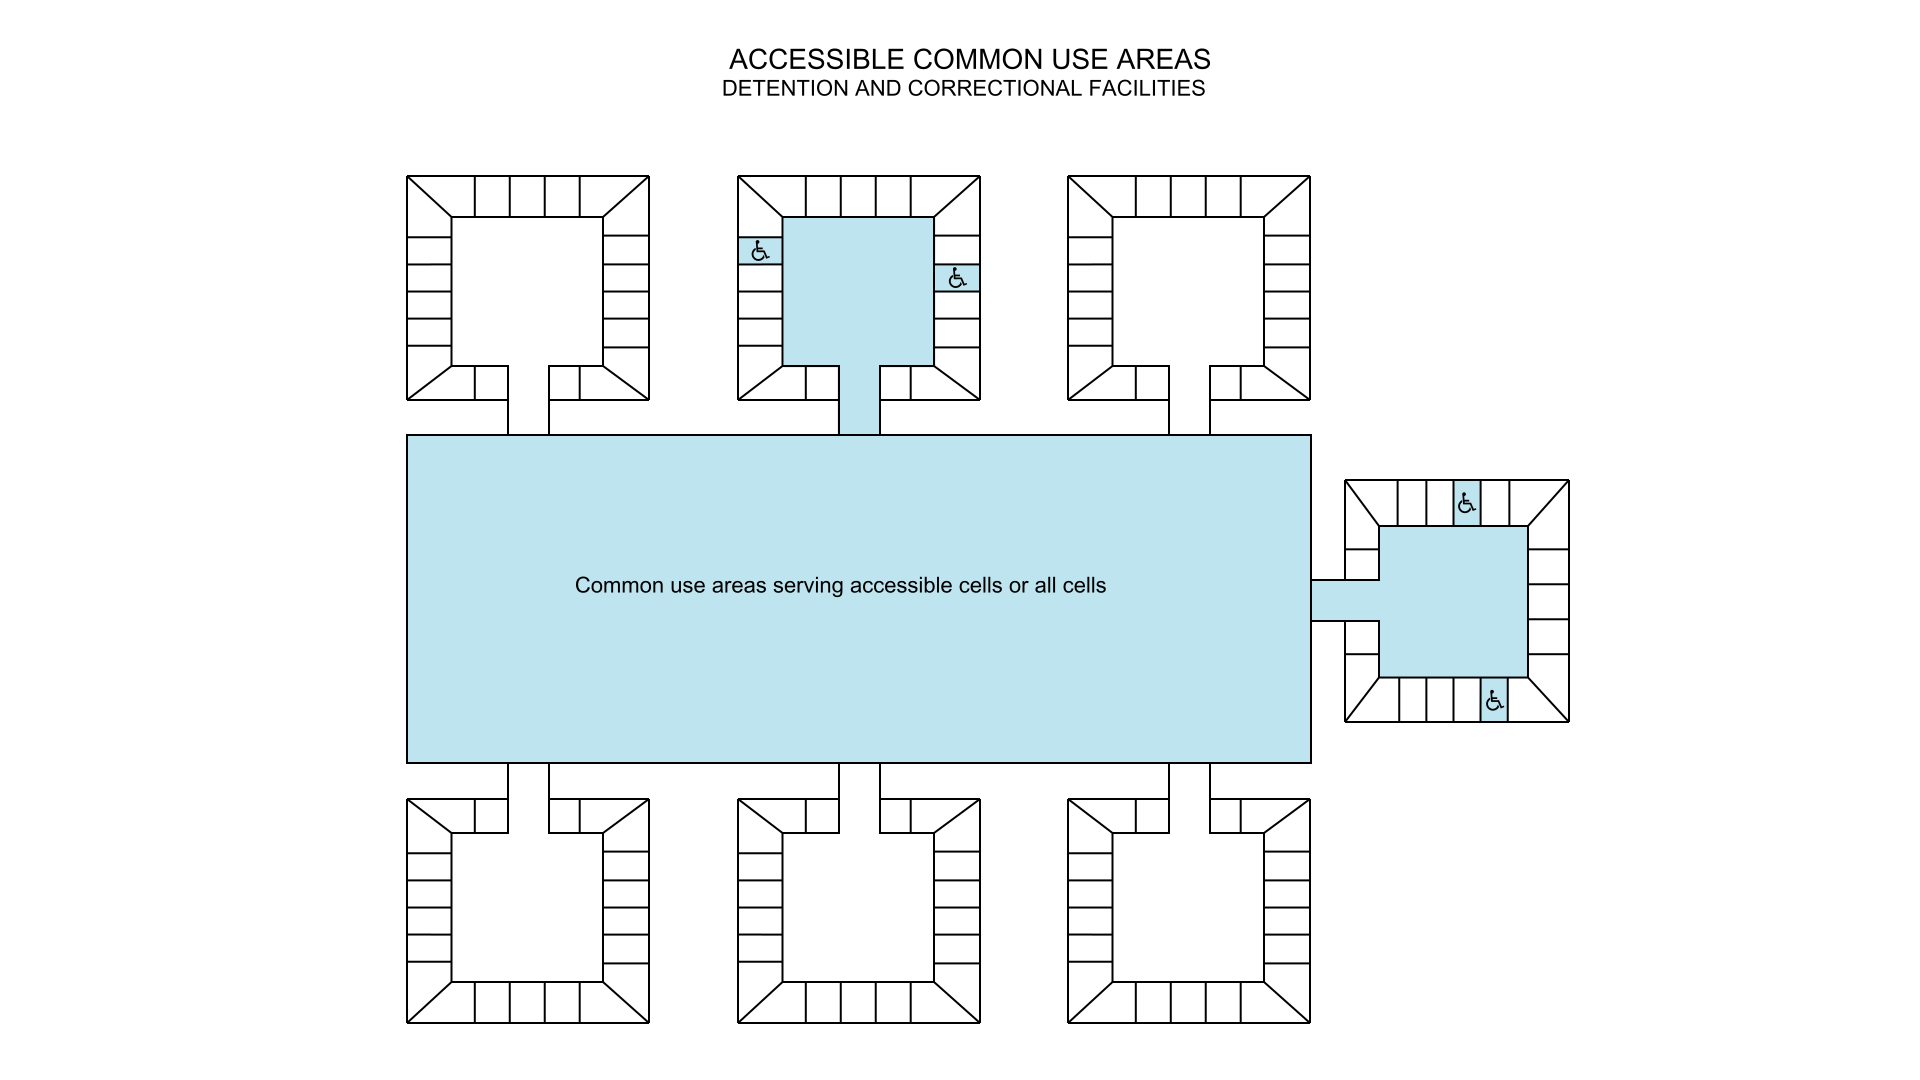 ACCESSIBLE COMMON USE AREAS
DETENTION AND CORRECTIONAL FACILITIES
Common use areas serving accessible cells or all cells